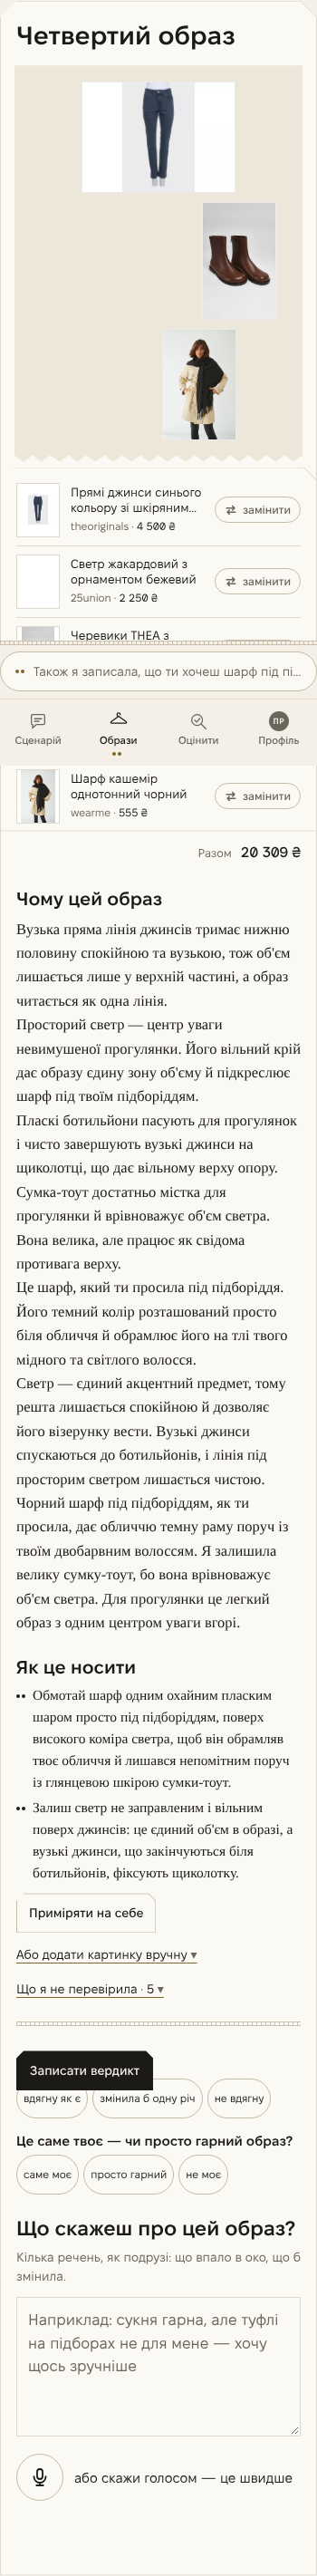 Четвертий образ
Прямі джинси синього
кольору зі шкіряним...
theoriginals · 4 500 ₴
замінити
Светр жакардовий з
орнаментом бежевий
25union · 2 250 ₴
замінити
Черевики THEA з
Також я записала, що ти хочеш шарф під пі...
Сценарій
Образи
Оцінити
ПР
Профіль
Шарф кашемір
однотонний чорний
wearme · 555 ₴
замінити
Разом 20 309 ₴
Чому цей образ
Вузька пряма лінія джинсів тримає нижню
половину спокійною та вузькою, тож об'єм
лишається лише у верхній частині, а образ
читається як одна лінія.
Просторий светр — центр уваги
невимушеної прогулянки. Його вільний крій
дає образу єдину зону об'єму й підкреслює
шарф під твоїм підборіддям.
Пласкі ботильйони пасують для прогулянок
і чисто завершують вузькі джинси на
щиколотці, що дає вільному верху опору.
Сумка-тоут достатньо містка для
прогулянки й врівноважує об'єм светра.
Вона велика, але працює як свідома
противага верху.
Це шарф, який ти просила під підборіддя.
Його темний колір розташований просто
біля обличчя й обрамлює його на тлі твого
мідного та світлого волосся.
Светр — єдиний акцентний предмет, тому
решта лишається спокійною й дозволяє
його візерунку вести. Вузькі джинси
спускаються до ботильйонів, і лінія під
просторим светром лишається чистою.
Чорний шарф під підборіддям, як ти
просила, дає обличчю темну раму поруч із
твоїм двобарвним волоссям. Я залишила
велику сумку-тоут, бо вона врівноважує
об'єм светра. Для прогулянки це легкий
образ з одним центром уваги вгорі.
Як це носити
•• Обмотай шарф одним охайним пласким
шаром просто під підборіддям, поверх
високого коміра светра, щоб він обрамляв
твоє обличчя й лишався непомітним поруч
із глянцевою шкірою сумки-тоут.
•• Залиш светр не заправленим і вільним
поверх джинсів: це єдиний об'єм в образі, а
вузькі джинси, що закінчуються біля
ботильйонів, фіксують щиколотку.
Приміряти на себе
Або додати картинку вручну ▾
Що я не перевірила · 5 ▾
Записати вердикт
вдягну як є
змінила б одну річ
не вдягну
Це саме твоє — чи просто гарний образ?
саме моє
просто гарний
не моє
Що скажеш про цей образ?
Кілька речень, як подрузі: що впало в око, що б
змінила.
Наприклад: сукня гарна, але туфлі
на підборах не для мене — хочу
щось зручніше
або скажи голосом — це швидше